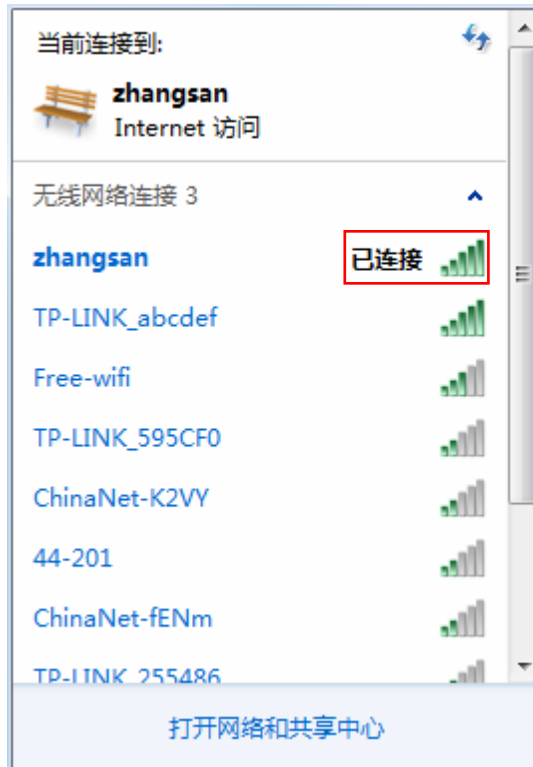 当前连接到:
zhangsan
Internet 访问
无线网络连接 3
zhangsan 已连接
TP-LINK_abcdef
Free-wifi
TP-LINK_595CF0
ChinaNet-K2VY
44-201
ChinaNet-fENm
TP-LINK_255486
打开网络和共享中心